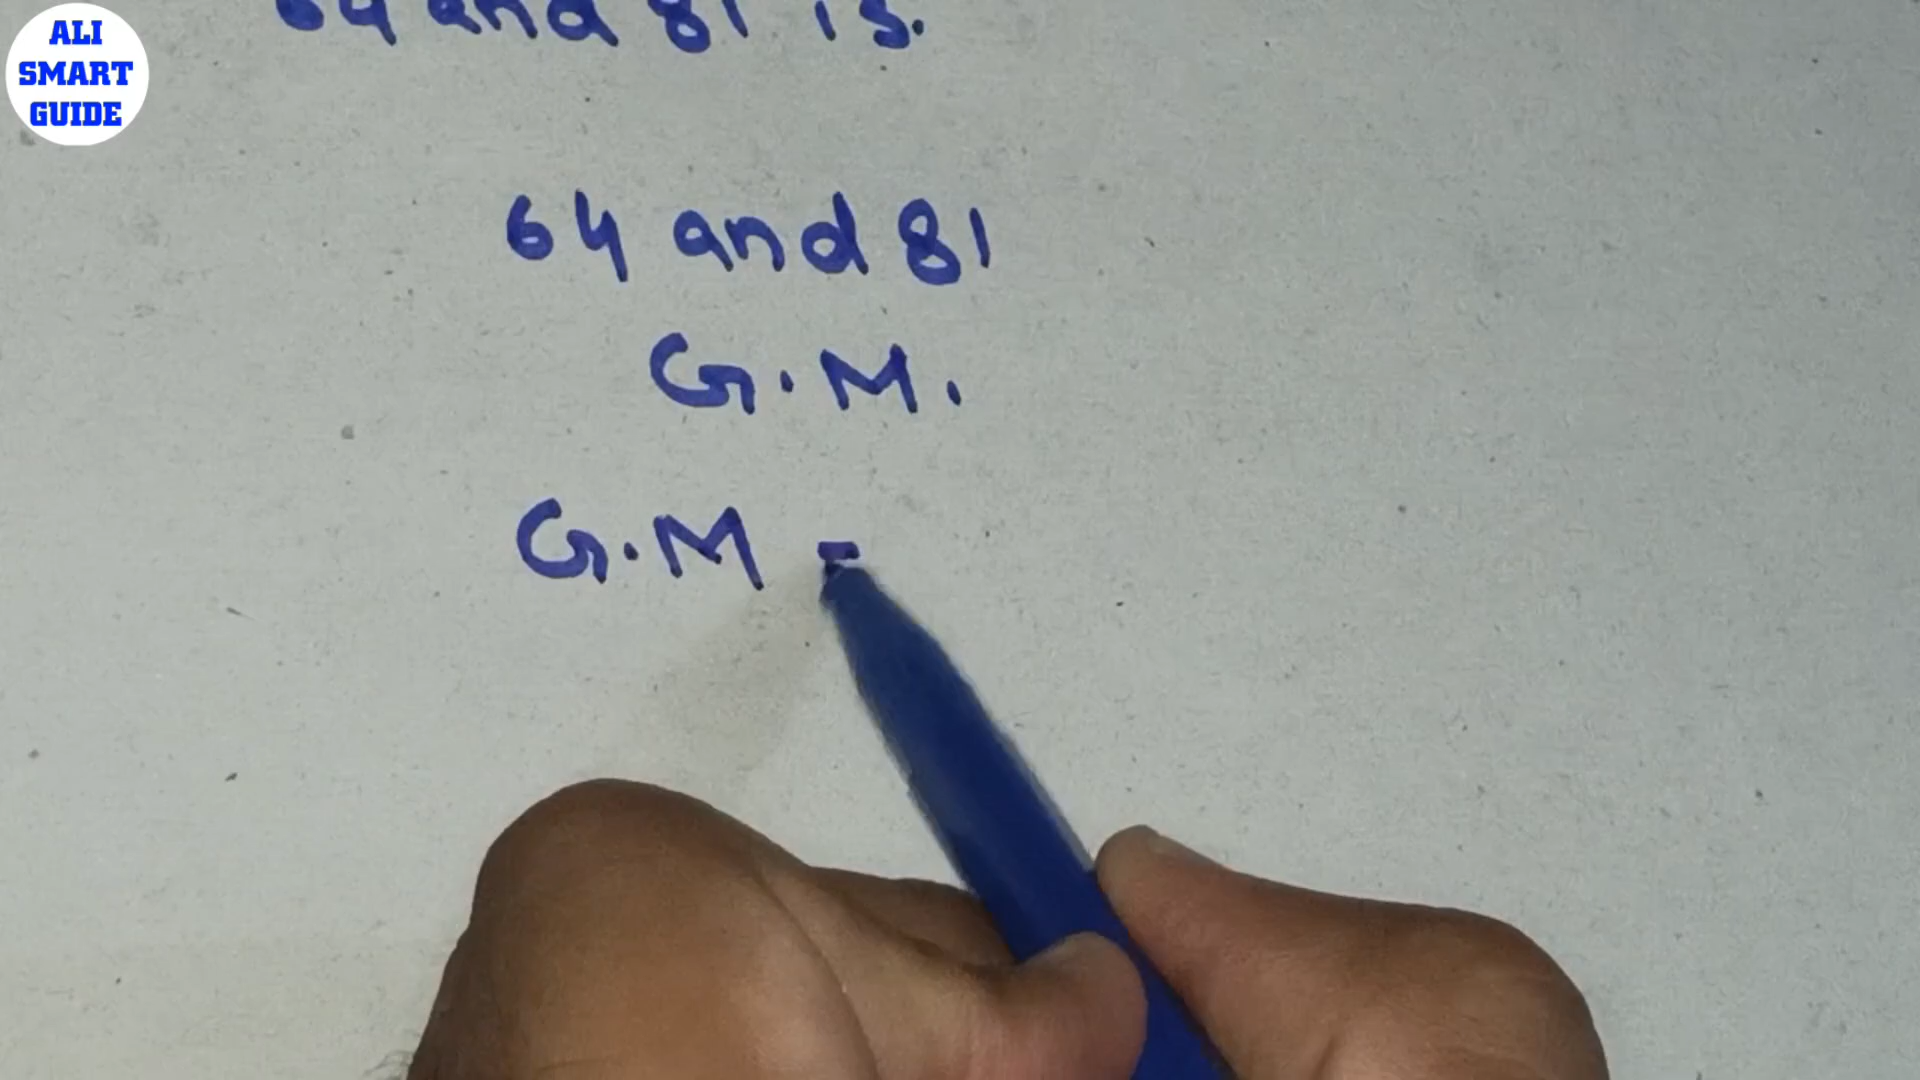 ALI
SMART
GUIDE
64 and 81 is.
64 and 81
G.M.
G.M =